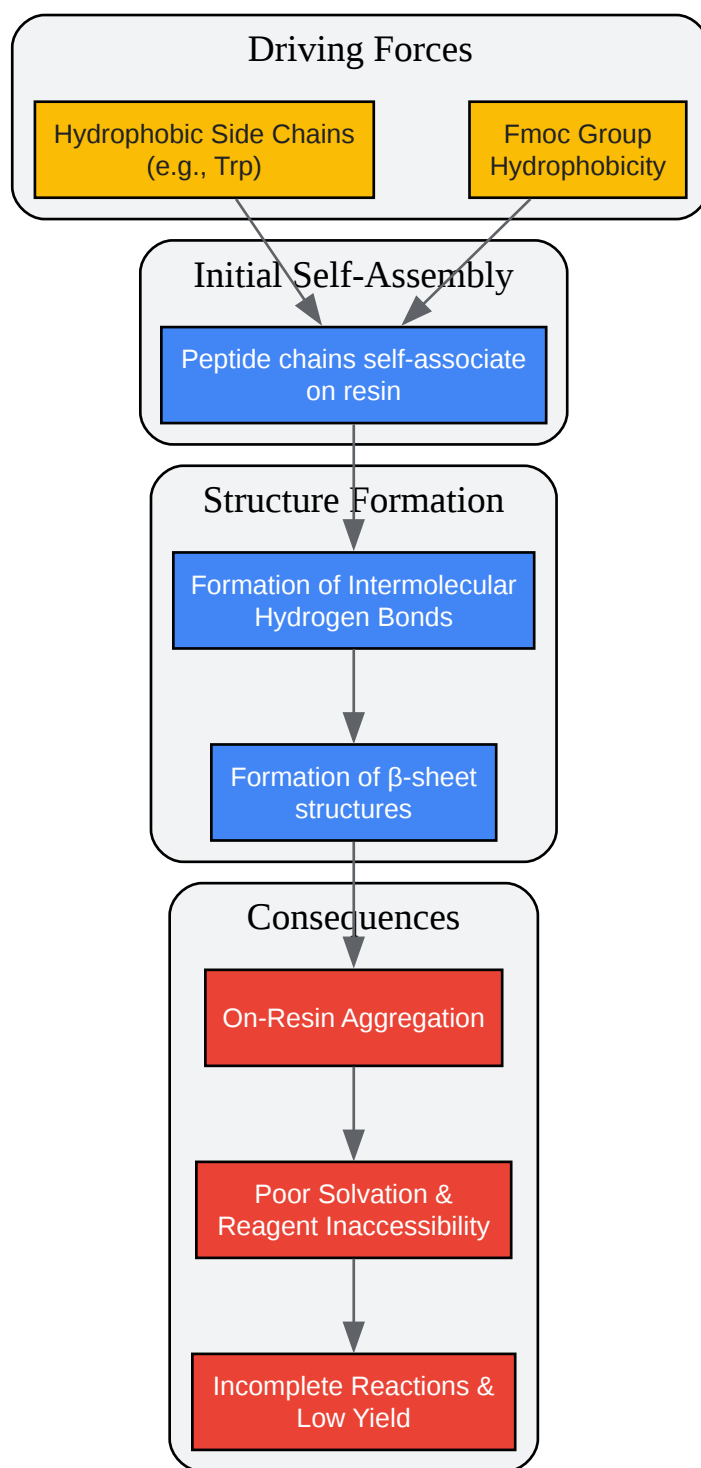 Driving Forces
Hydrophobic Side Chains
(e.g., Trp)
Fmoc Group
Hydrophobicity
Initial Self-Assembly
Peptide chains self-associate
on resin
Structure Formation
Formation of Intermolecular
Hydrogen Bonds
Formation of β-sheet
structures
Consequences
On-Resin Aggregation
Poor Solvation &
Reagent Inaccessibility
Incomplete Reactions &
Low Yield